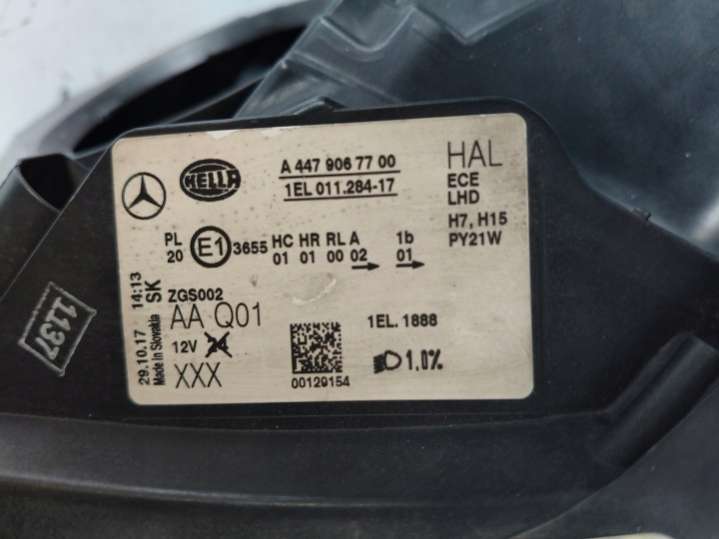 HELLA
A 447 906 77 00
1EL 011.284-17
HAL
ECE
LHD
H7, H15
PY21W
PL
20
E1
3655
HC HR RL A
01 01 00 02
1b
01
29.10.17 14:13
Made in Slovakia
SK
ZGS002
AA Q01
12V
XXX
00129154
1EL. 1888
1,0%
1137